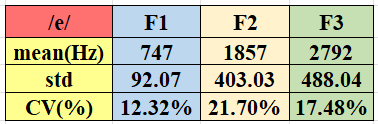 /e/ F1 F2 F3
mean(Hz) 747 1857 2792
std 92.07 403.03 488.04
CV(%) 12.32% 21.70% 17.48%